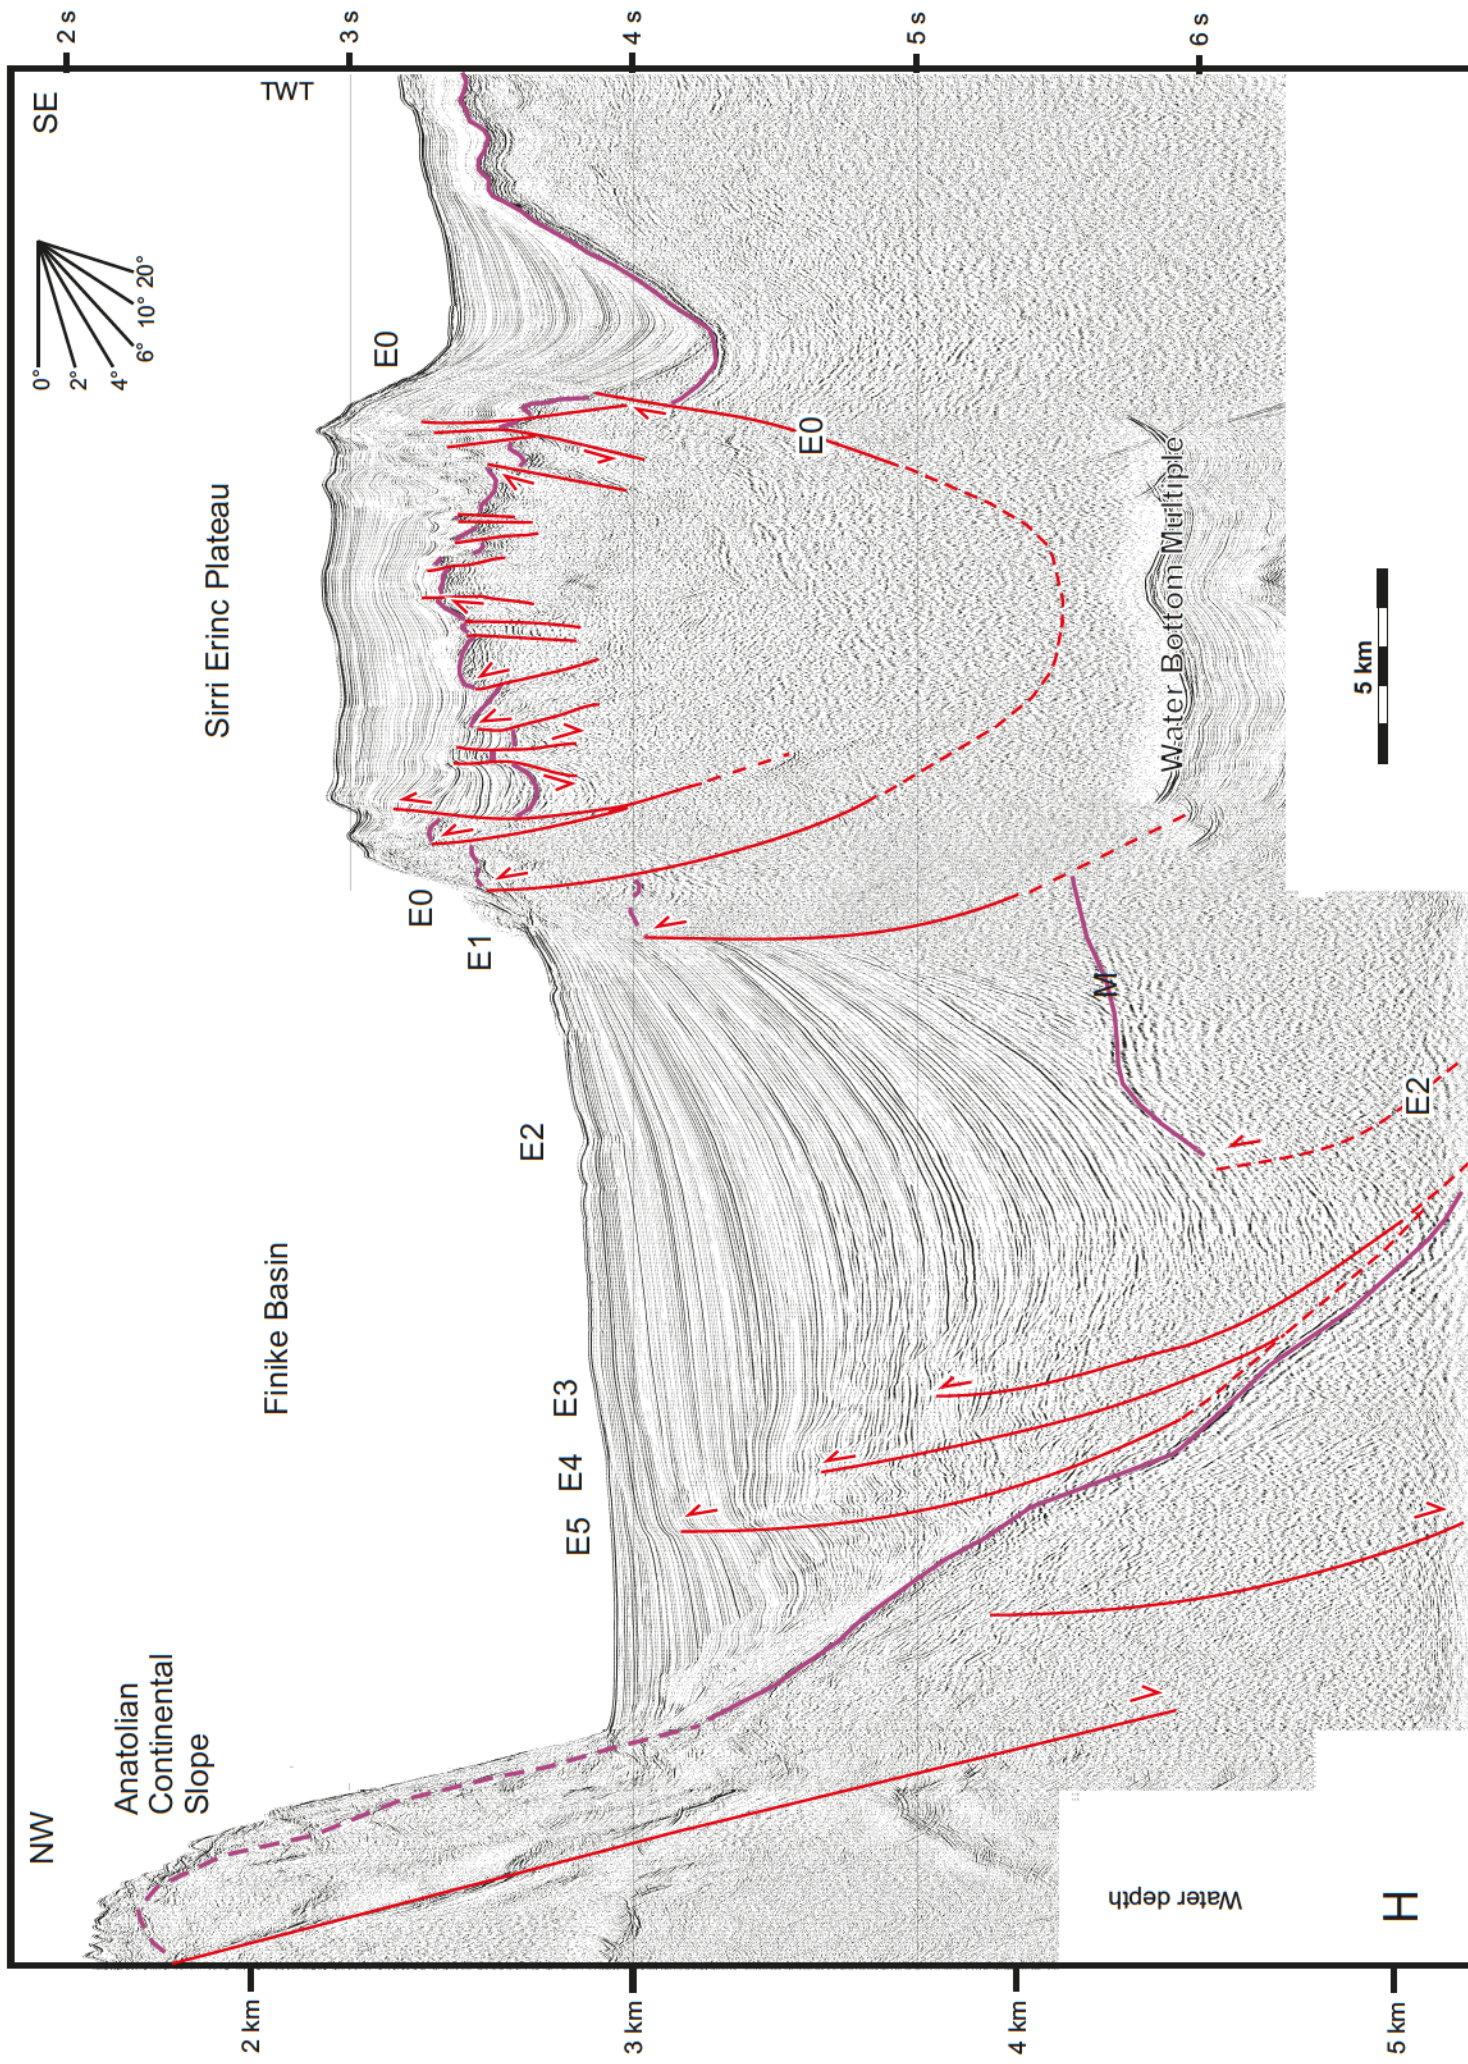 NW
SE
Anatolian
Continental
Slope
Finike Basin
Sirri Erinc Plateau
TWT
0°
2°
4°
6°
10°
20°
2 s
3 s
4 s
5 s
6 s
2 km
3 km
4 km
5 km
E5
E4
E3
E2
E1
E0
E0
E0
M
E2
Water Bottom Multiple
5 km
Water depth
H